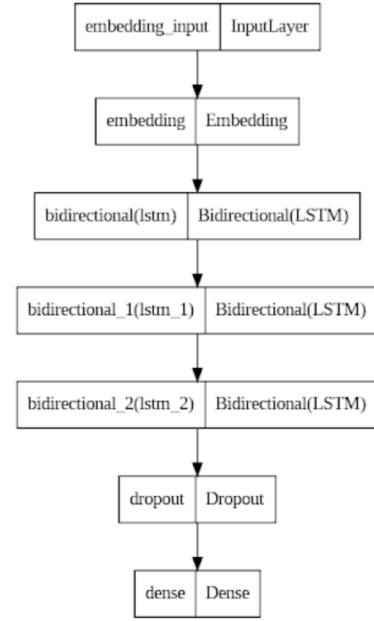 embedding_input InputLayer
embedding Embedding
bidirectional(lstm) Bidirectional(LSTM)
bidirectional_1(lstm_1) Bidirectional(LSTM)
bidirectional_2(lstm_2) Bidirectional(LSTM)
dropout Dropout
dense Dense